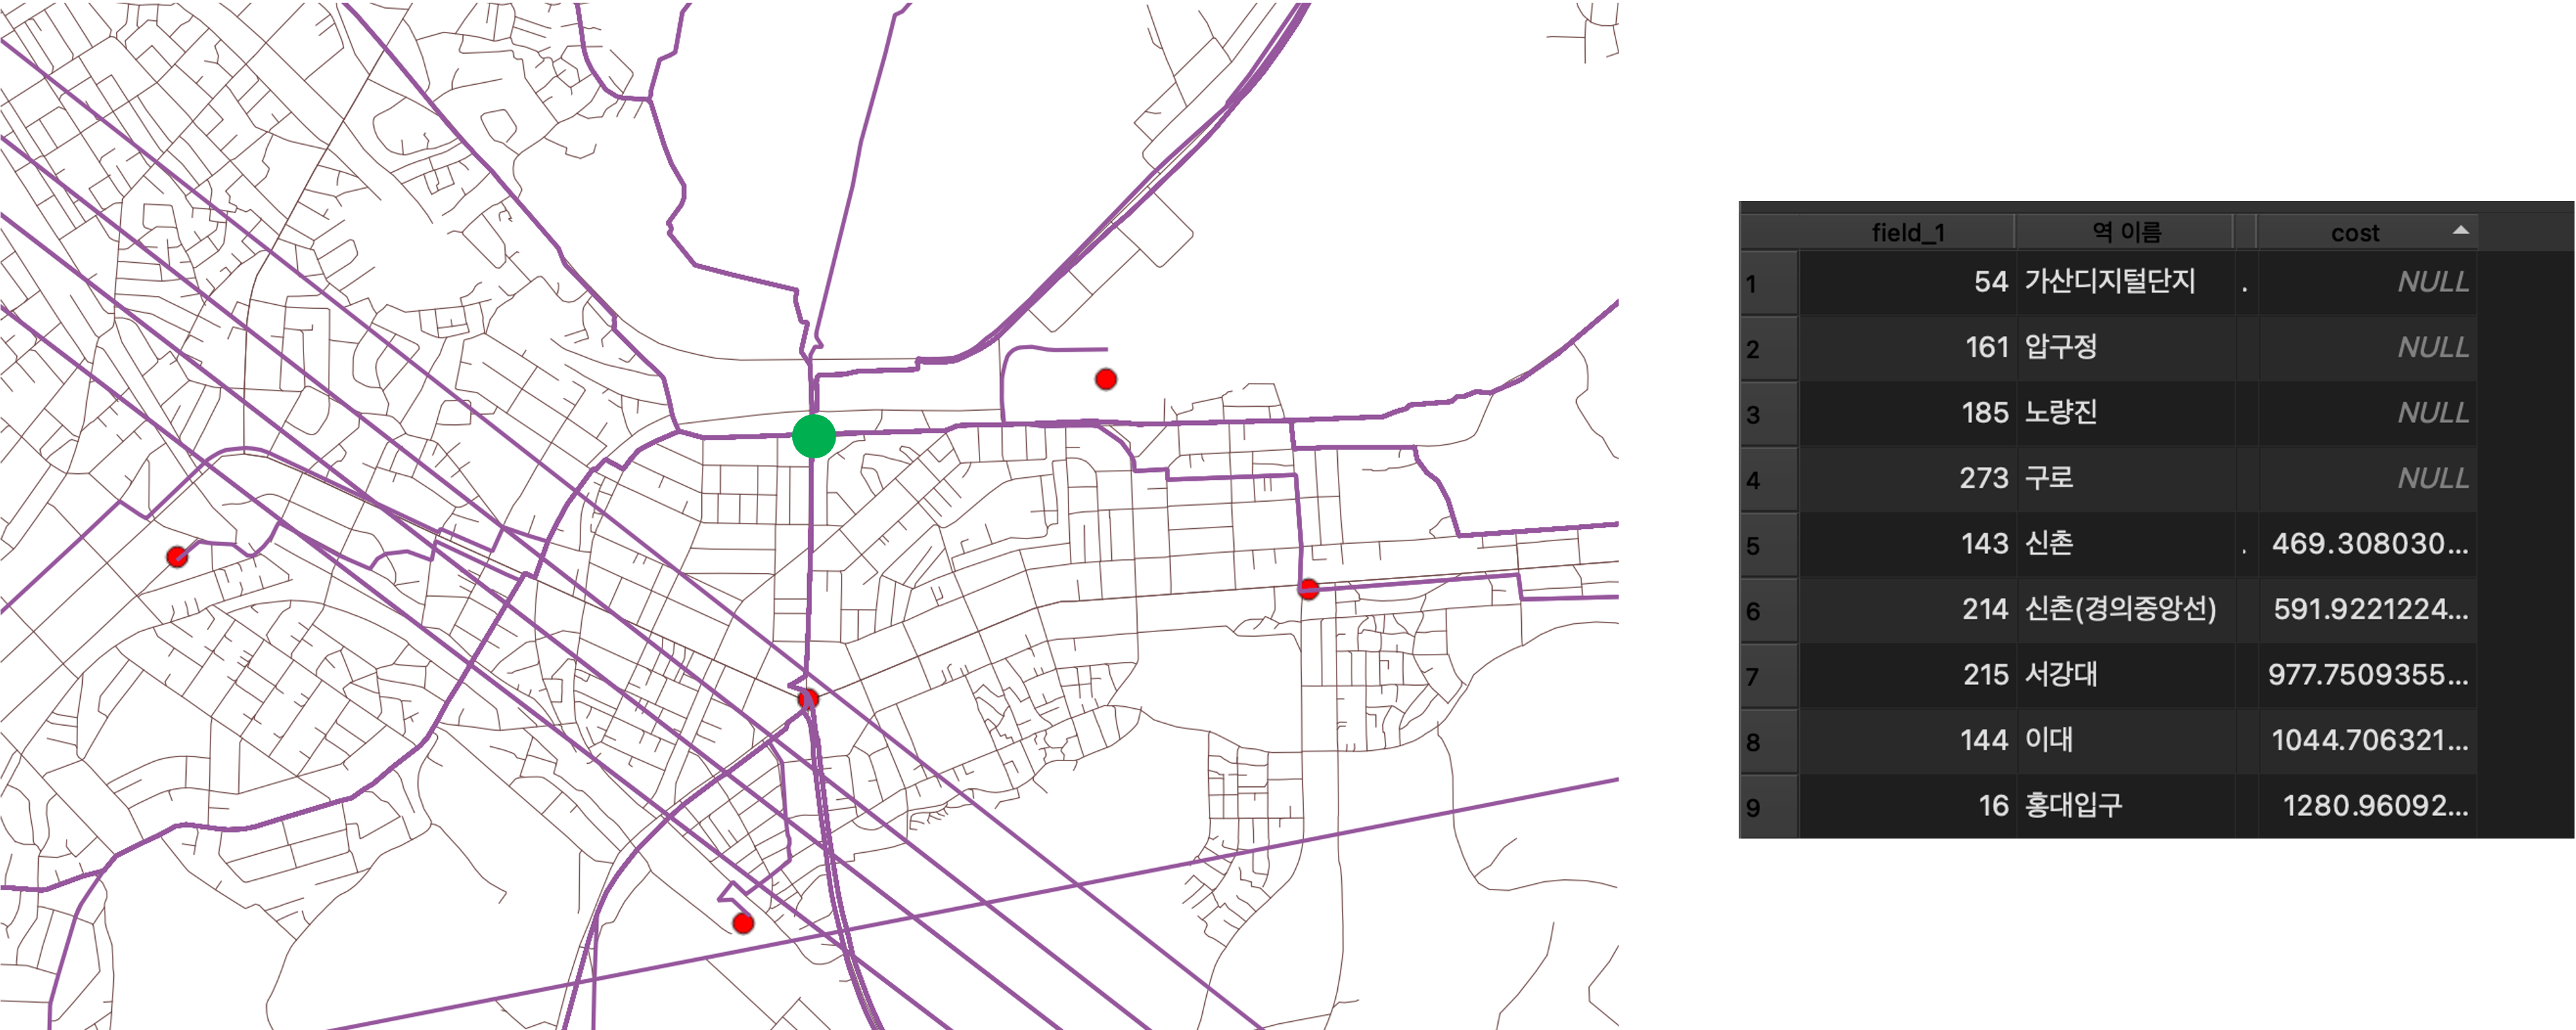 field_1 역 이름 cost
1 54 가산디지털단지 . NULL
2 161 압구정 NULL
3 185 노량진 NULL
4 273 구로 NULL
5 143 신촌 . 469.308030...
6 214 신촌(경의중앙선) 591.9221224...
7 215 서강대 977.7509355...
8 144 이대 1044.706321...
9 16 홍대입구 1280.96092...